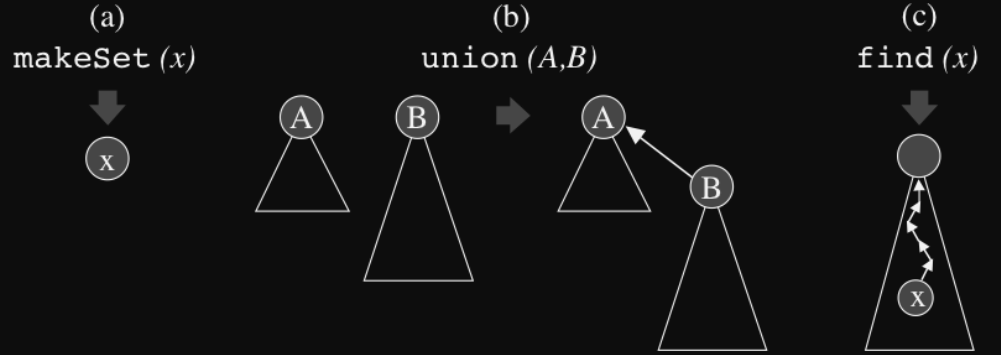 (a)
makeSet (x)
x
(b)
union (A,B)
A
B
A
B
(c)
find (x)
x